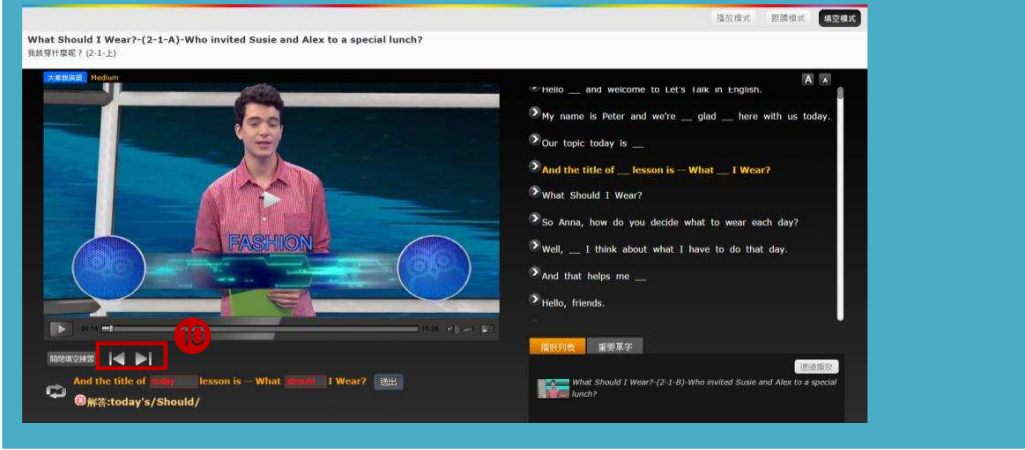 播放模式 跟讀模式 填空模式
What Should I Wear?-(2-1-A)-Who invited Susie and Alex to a special lunch?
我該穿什麼呢？ (2-1-上)
大家說英語 Medium
A A
Hello __ and welcome to Let's Talk in English.
My name is Peter and we're __ glad __ here with us today.
Our topic today is __
And the title of __ lesson is -- What __ I Wear?
What Should I Wear?
So Anna, how do you decide what to wear each day?
Well, __ I think about what I have to do that day.
And that helps me __
Hello, friends.
FASHION
01:14
10
關閉填空練習
And the title of today lesson is -- What should I Wear? 送出
解答:today's/Should/
播放列表 重要單字
連續播放
What Should I Wear?-(2-1-B)-Who invited Susie and Alex to a special
lunch?